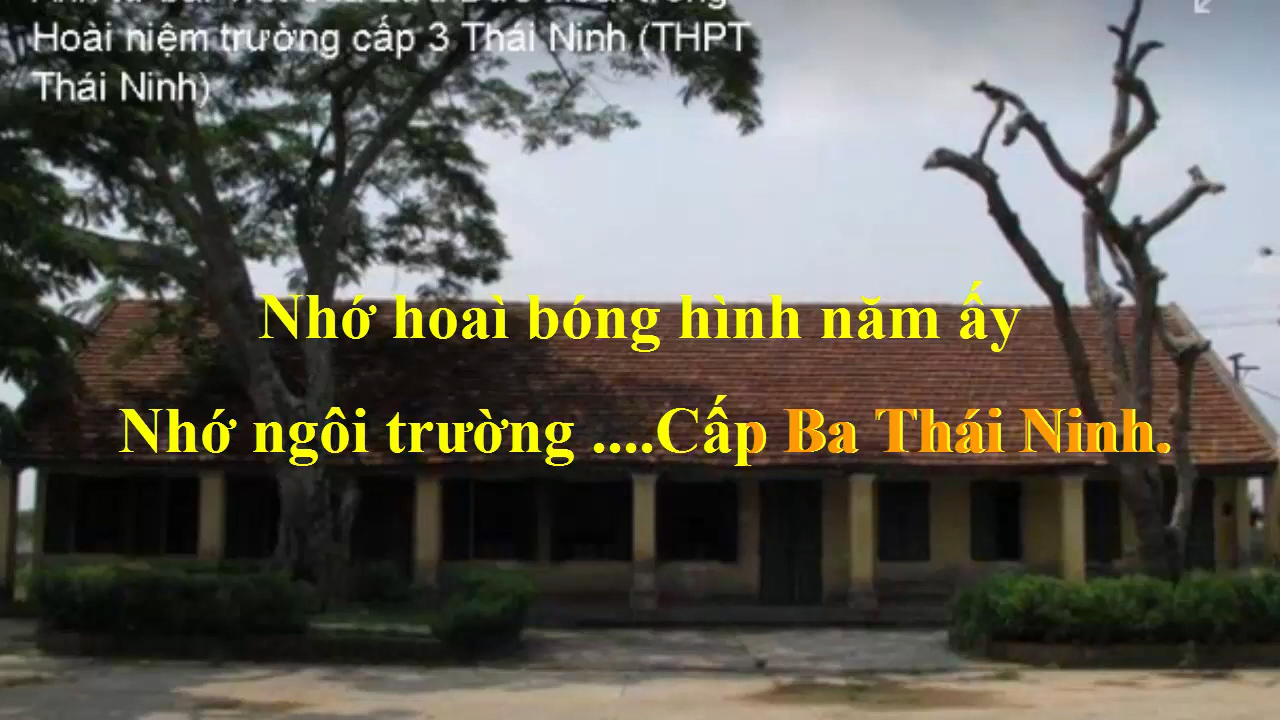 Hoài niệm trường cấp 3 Thái Ninh (THPT
Thái Ninh)
Nhớ hoaì bóng hình năm ấy
Nhớ ngôi trường ....Cấp Ba Thái Ninh.